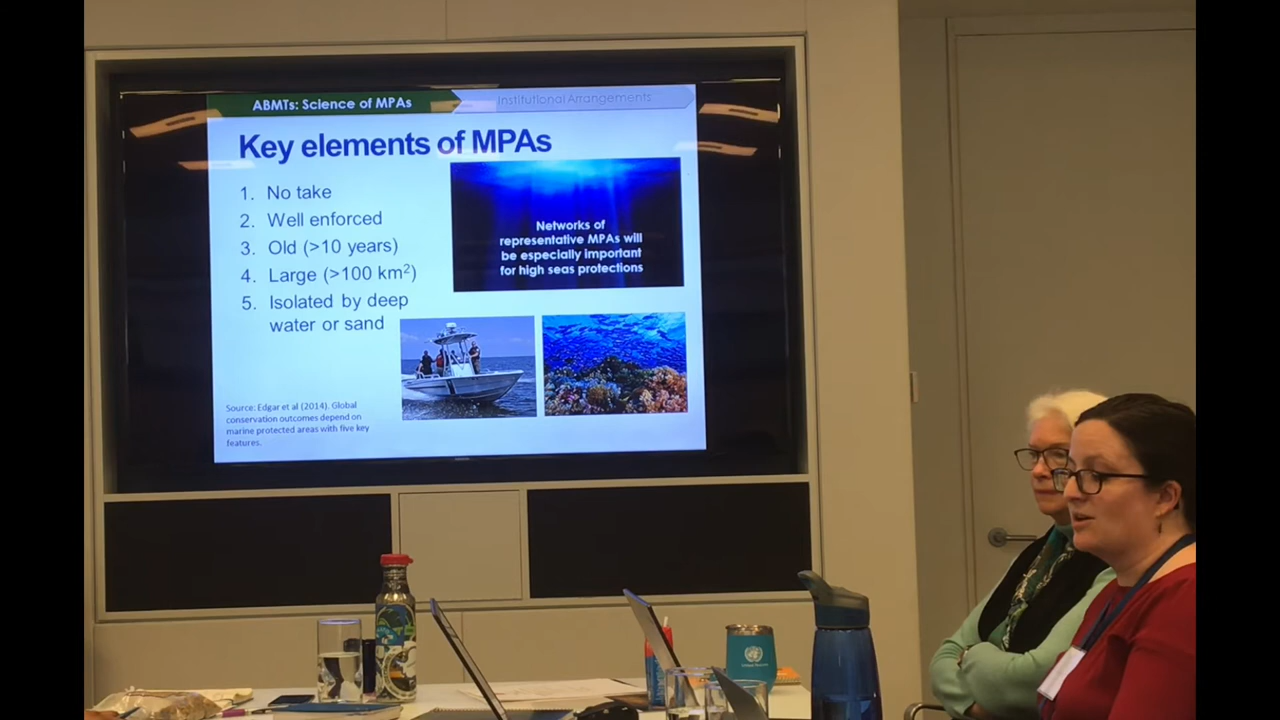 ABMTs: Science of MPAs
Institutional Arrangements
Key elements of MPAs
1. No take
2. Well enforced
3. Old (>10 years)
4. Large (>100 km²)
5. Isolated by deep
water or sand
Networks of
representative MPAs will
be especially important
for high seas protections
Source: Edgar et al (2014). Global
conservation outcomes depend on
marine protected areas with five key
features.